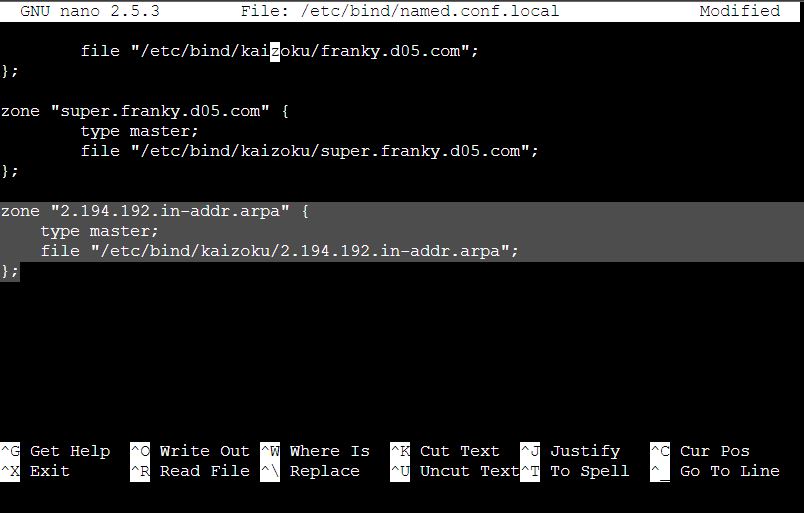 GNU nano 2.5.3 File: /etc/bind/named.conf.local Modified
file "/etc/bind/kaizoku/franky.d05.com";
};
zone "super.franky.d05.com" {
type master;
file "/etc/bind/kaizoku/super.franky.d05.com";
};
zone "2.194.192.in-addr.arpa" {
type master;
file "/etc/bind/kaizoku/2.194.192.in-addr.arpa";
};
^G Get Help ^O Write Out ^W Where Is ^K Cut Text ^J Justify ^C Cur Pos
^X Exit ^R Read File ^\ Replace ^U Uncut Text ^T To Spell ^_ Go To Line